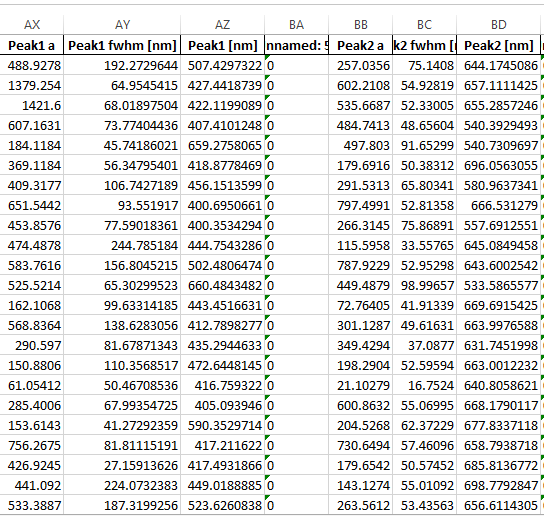 AX AY AZ BA BB BC BD
Peak1 a Peak1 fwhm [nm] Peak1 [nm] nnamed: 5 Peak2 a k2 fwhm [ Peak2 [nm]
488.9278 192.2729644 507.4297322 0 257.0356 75.1408 644.1745086
1379.254 64.9545415 427.4418739 0 602.2108 54.92819 657.1111425
1421.6 68.01897504 422.1199089 0 535.6687 52.33005 655.2857246
607.1631 73.77404436 407.4101248 0 484.7413 48.65604 540.3929493
184.1184 45.74186021 659.2758065 0 497.803 91.65299 540.7309697
369.1184 56.34795401 418.8778469 0 179.6916 50.38312 696.0563055
409.3177 106.7427189 456.1513599 0 291.5313 65.80341 580.9637341
651.5442 93.551917 400.6950661 0 797.4991 52.81358 666.531279
453.8576 77.59018361 400.3534294 0 266.3145 75.86891 557.6912551
474.4878 244.785184 444.7543286 0 115.5958 33.55765 645.0849458
583.7616 156.8045215 502.4806474 0 787.9229 52.95298 643.6002542
525.5214 65.30299523 660.4843482 0 449.4879 98.99657 533.5865577
162.1068 99.63314185 443.4516631 0 72.76405 41.91339 669.6915425
568.8364 138.6283056 412.7898277 0 301.1287 49.61631 663.9976588
290.597 81.67871343 435.2944633 0 349.4294 37.0877 631.7451998
150.8806 110.3568517 472.6448145 0 198.2904 52.59594 663.0012232
61.05412 50.46708536 416.759322 0 21.10279 16.7524 640.8058621
285.4006 67.99354725 405.093946 0 600.8632 55.06995 668.1790117
153.6143 41.27292359 590.3529714 0 204.5268 62.37229 677.8337118
756.2675 81.81115191 417.211622 0 730.6494 57.46096 658.7938718
426.9245 27.15913626 417.4931866 0 179.6542 50.57452 685.8136772
441.092 224.0732383 449.0188885 0 143.1274 55.01092 698.7792847
533.3887 187.3199256 523.6260838 0 263.5612 53.43563 656.6114305